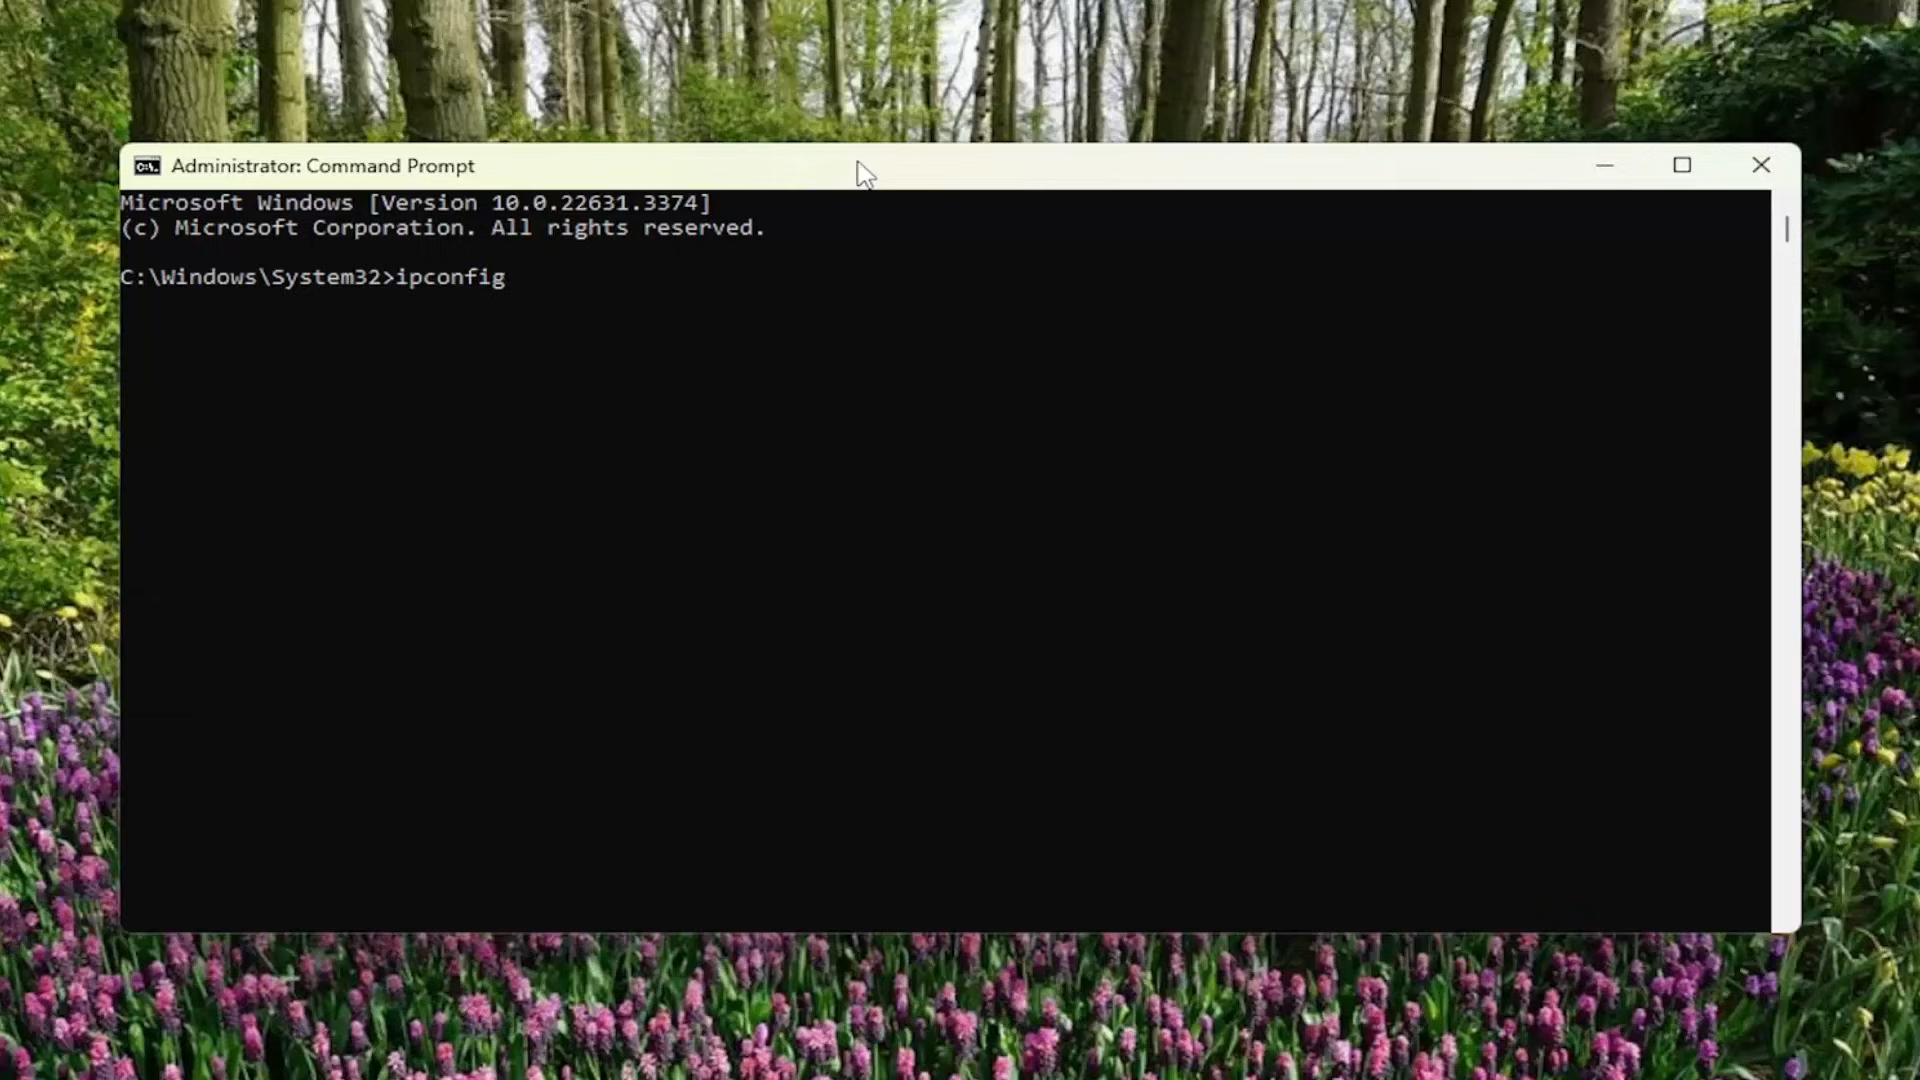 Administrator: Command Prompt
Microsoft Windows [Version 10.0.22631.3374]
(c) Microsoft Corporation. All rights reserved.
C:\Windows\System32>ipconfig